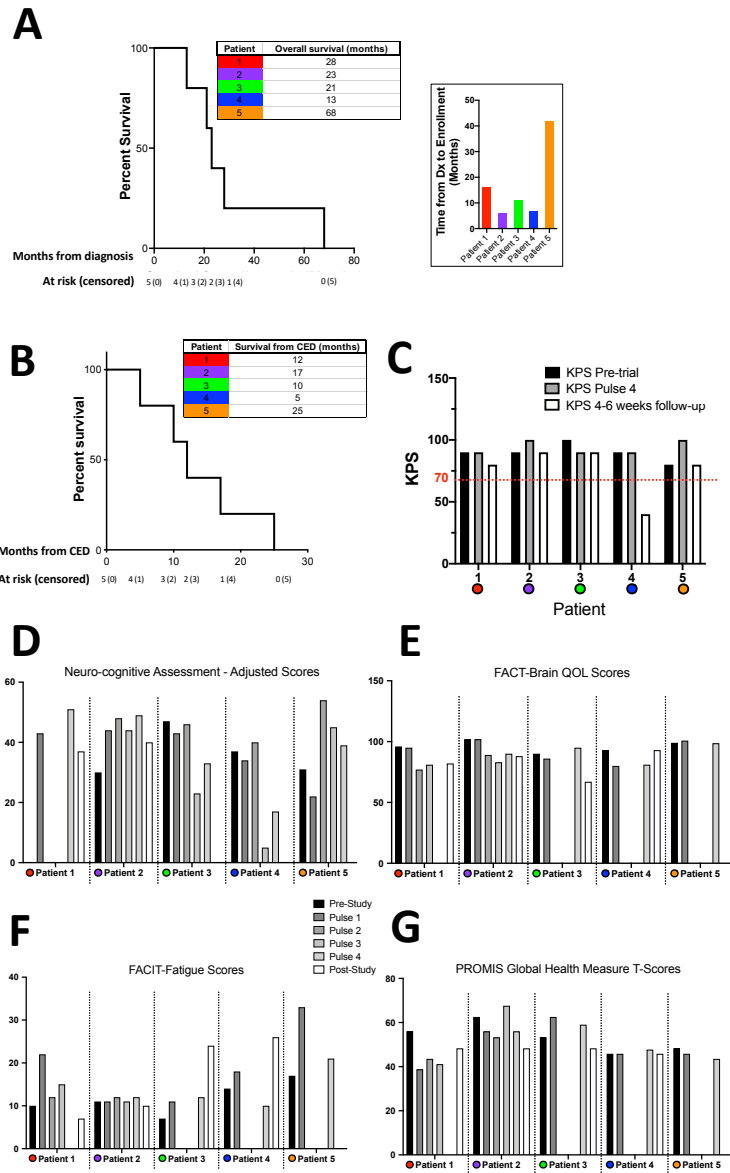 A
Patient Overall survival (months)
1 28
2 23
3 21
4 13
5 68
100
50
0
Percent Survival
0 20 40 60 80
Months from diagnosis
At risk (censored)
5 (0) 4 (1) 3 (2) 2 (3) 1 (4) 0 (5)
Time from Dx to Enrollment
(Months)
50
40
30
20
10
0
Patient 1
Patient 2
Patient 3
Patient 4
Patient 5
B
Patient Survival from CED (months)
1 12
2 17
3 10
4 5
5 25
100
50
0
Percent survival
0 10 20 30
Months from CED
At risk (censored)
5 (0) 4 (1) 3 (2) 2 (3) 1 (4) 0 (5)
C
KPS Pre-trial
KPS Pulse 4
KPS 4-6 weeks follow-up
150
100
70
50
0
KPS
1 2 3 4 5
Patient
D
Neuro-cognitive Assessment - Adjusted Scores
60
40
20
0
Patient 1 Patient 2 Patient 3 Patient 4 Patient 5
E
FACT-Brain QOL Scores
150
100
50
0
Patient 1 Patient 2 Patient 3 Patient 4 Patient 5
Pre-Study
Pulse 1
Pulse 2
Pulse 3
Pulse 4
Post-Study
F
FACIT-Fatigue Scores
40
30
20
10
0
Patient 1 Patient 2 Patient 3 Patient 4 Patient 5
G
PROMIS Global Health Measure T-Scores
80
60
40
20
0
Patient 1 Patient 2 Patient 3 Patient 4 Patient 5